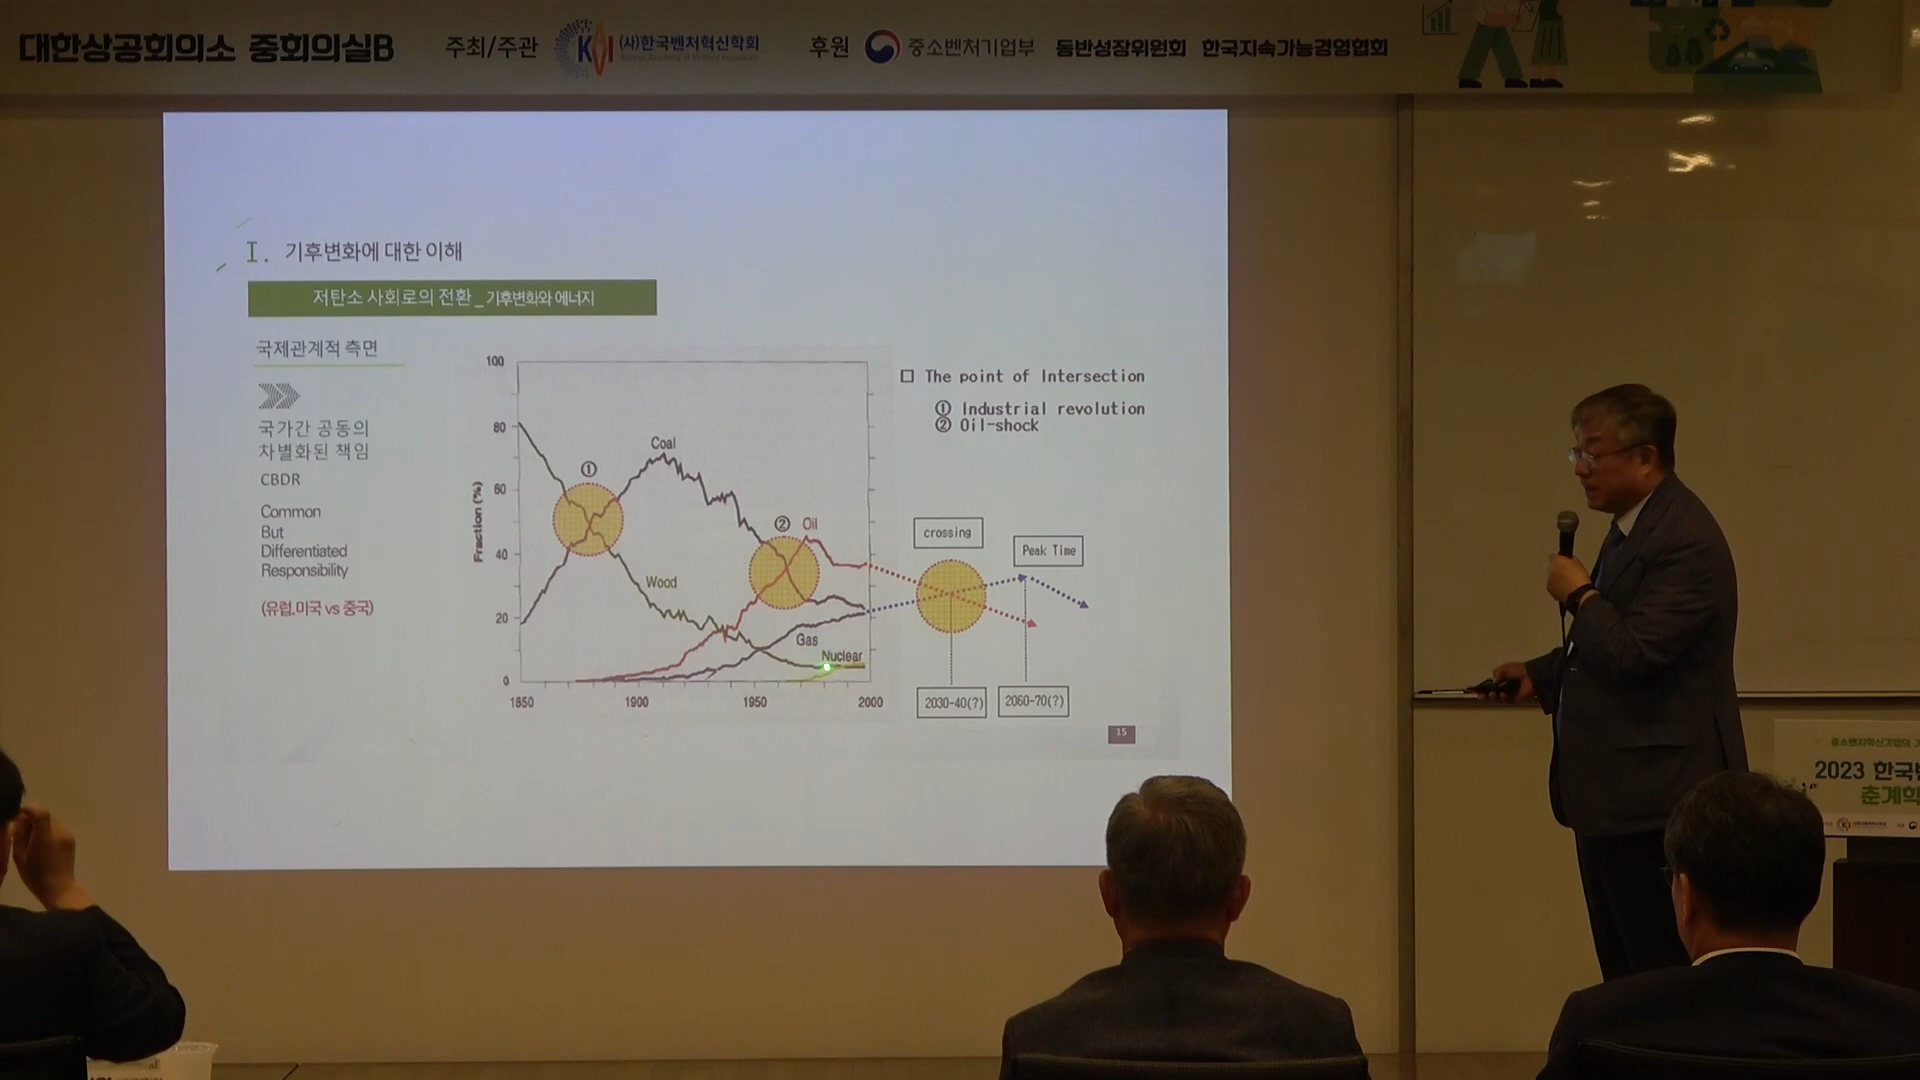 대한상공회의소 중회의실B
주최/주관
KAVI
(사)한국벤처혁신학회
후원
중소벤처기업부
동반성장위원회
한국지속가능경영협회
I. 기후변화에 대한 이해
저탄소 사회로의 전환 _ 기후변화와 에너지
국제관계적 측면
국가간 공동의
차별화된 책임
CBDR
Common
But
Differentiated
Responsibility
(유럽,미국 vs 중국)
100
80
60
40
20
0
Fraction (%)
1850
1900
1950
2000
①
②
Coal
Wood
Oil
Gas
Nuclear
□ The point of Intersection
① Industrial revolution
② Oil-shock
crossing
Peak Time
2030-40(?)
2060-70(?)
15
2023 한국
춘계학